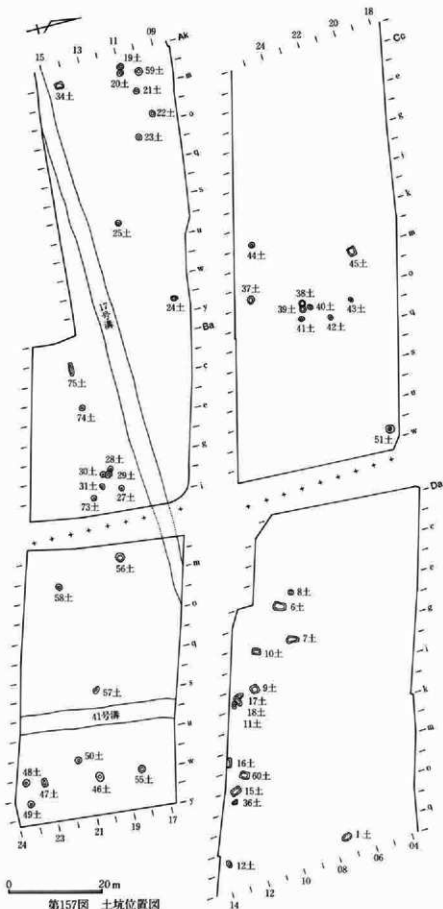 15
13
11
09
Ak
19土
20土
59土
34土
21土
22土
23土
25土
24土
17号溝
m
o
q
s
u
w
y
Ba
c
e
g
i
75土
74土
28土
30土
29土
31土
27土
73土
24
22
20
18
Cc
e
g
i
k
m
o
q
s
u
w
44土
45土
37土
38土
39土
40土
43土
41土
42土
51土
56土
58土
57土
41号溝
50土
48土
47土
46土
55土
49土
m
o
q
s
u
w
y
24
23
21
19
17
Da
c
e
g
i
k
m
o
q
s
u
w
y
8土
6土
7土
10土
9土
17土
18土
11土
16土
60土
15土
36土
12土
1土
14
12
10
08
06
04
0
20m
第157図 土坑位置図